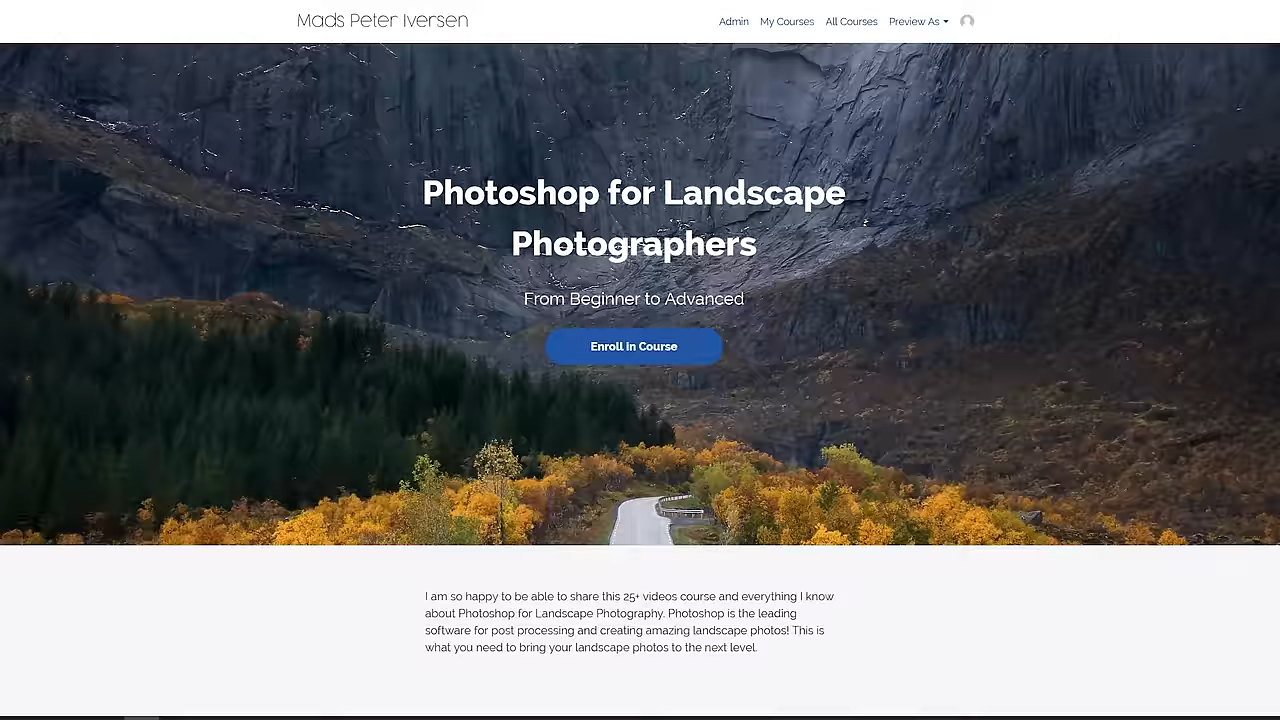 Mads Peter Iversen
Admin
My Courses
All Courses
Preview As
Photoshop for Landscape
Photographers
From Beginner to Advanced
Enroll in Course
I am so happy to be able to share this 25+ videos course and everything I know
about Photoshop for Landscape Photography. Photoshop is the leading
software for post processing and creating amazing landscape photos! This is
what you need to bring your landscape photos to the next level.